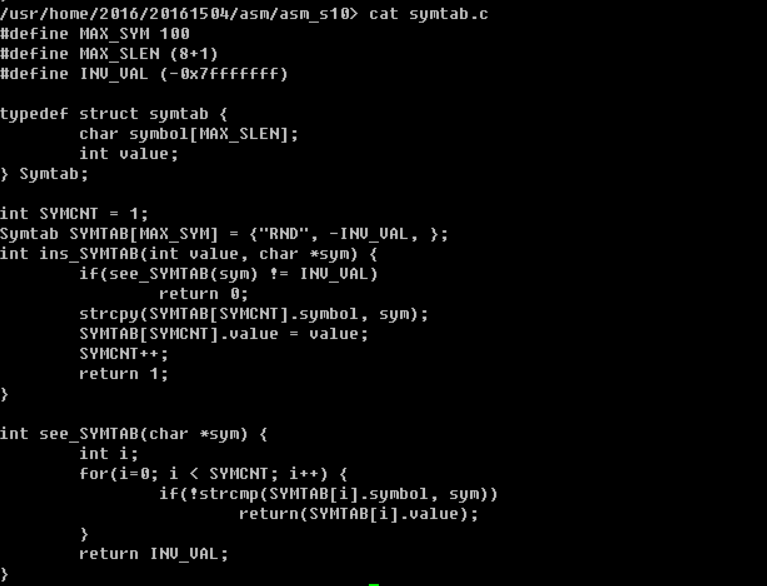 /usr/home/2016/20161504/asm/asm_s10> cat symtab.c
#define MAX_SYM 100
#define MAX_SLEN (8+1)
#define INV_VAL (-0x7fffffff)

typedef struct symtab {
        char symbol[MAX_SLEN];
        int value;
} Symtab;

int SYMCNT = 1;
Symtab SYMTAB[MAX_SYM] = {"RND", -INV_VAL, };
int ins_SYMTAB(int value, char *sym) {
        if(see_SYMTAB(sym) != INV_VAL)
                return 0;
        strcpy(SYMTAB[SYMCNT].symbol, sym);
        SYMTAB[SYMCNT].value = value;
        SYMCNT++;
        return 1;
}

int see_SYMTAB(char *sym) {
        int i;
        for(i=0; i < SYMCNT; i++) {
                if(!strcmp(SYMTAB[i].symbol, sym))
                        return(SYMTAB[i].value);
        }
        return INV_VAL;
}